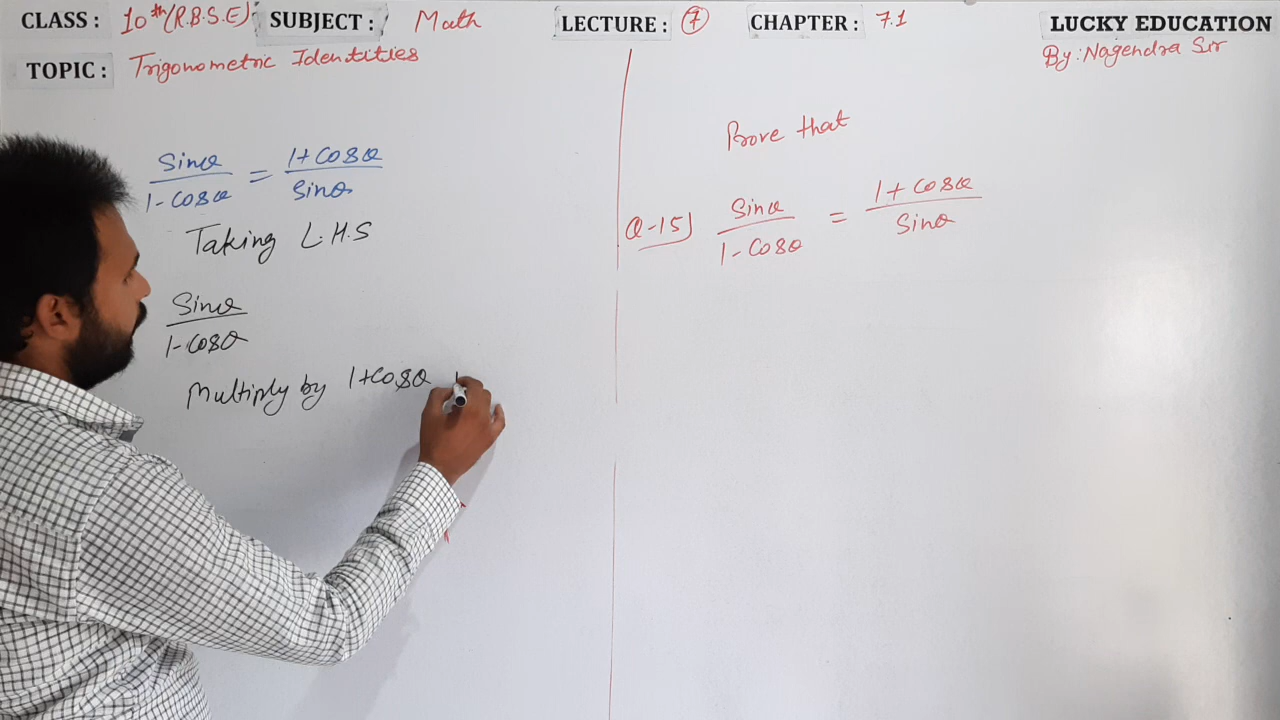 CLASS : 10th (R.B.S.E) SUBJECT : Math LECTURE : 7 CHAPTER : 7.1 LUCKY EDUCATION
TOPIC : Trigonometric Identities By: Nagendra Sir
Sinθ / 1-Cosθ = 1+Cosθ / Sinθ
Taking L.H.S
Sinθ / 1-Cosθ
Multiply by 1+Cosθ
Prove that
Q-15) Sinθ / 1-Cosθ = 1+Cosθ / Sinθ